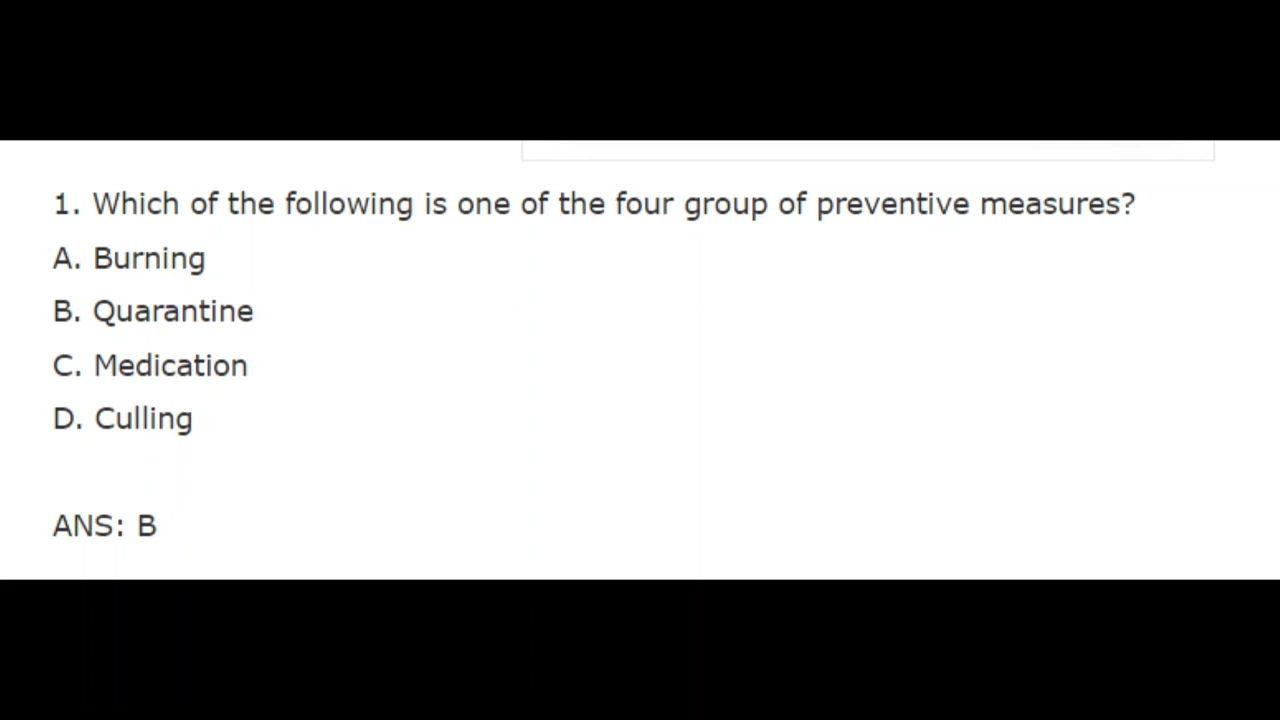 1. Which of the following is one of the four group of preventive measures?
A. Burning
B. Quarantine
C. Medication
D. Culling
ANS: B